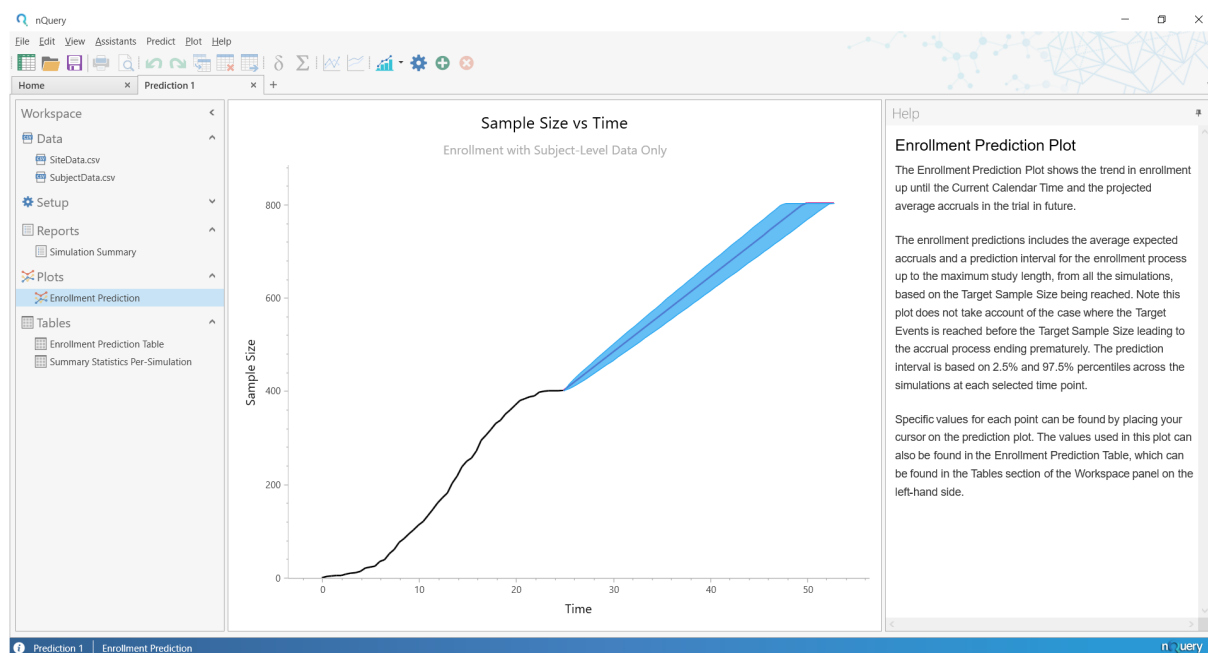 nQuery
File Edit View Assistants Predict Plot Help
Home × Prediction 1 × +
Workspace
Data
SiteData.csv
SubjectData.csv
Setup
Reports
Simulation Summary
Plots
Enrollment Prediction
Tables
Enrollment Prediction Table
Summary Statistics Per-Simulation
Sample Size vs Time
Enrollment with Subject-Level Data Only
Sample Size
800
600
400
200
0
0 10 20 30 40 50
Time
Help
Enrollment Prediction Plot
The Enrollment Prediction Plot shows the trend in enrollment
up until the Current Calendar Time and the projected
average accruals in the trial in future.
The enrollment predictions includes the average expected
accruals and a prediction interval for the enrollment process
up to the maximum study length, from all the simulations,
based on the Target Sample Size being reached. Note this
plot does not take account of the case where the Target
Events is reached before the Target Sample Size leading to
the accrual process ending prematurely. The prediction
interval is based on 2.5% and 97.5% percentiles across the
simulations at each selected time point.
Specific values for each point can be found by placing your
cursor on the prediction plot. The values used in this plot can
also be found in the Enrollment Prediction Table, which can
be found in the Tables section of the Workspace panel on the
left-hand side.
Prediction 1 | Enrollment Prediction
nQuery